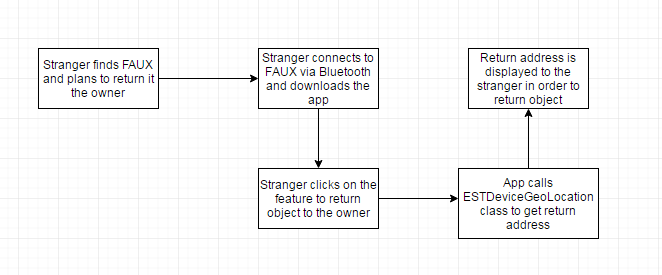 Stranger finds FAUX
and plans to return it
the owner
Stranger connects to
FAUX via Bluetooth
and downloads the
app
Stranger clicks on the
feature to return
object to the owner
App calls
ESTDeviceGeoLocation
class to get return
address
Return address is
displayed to the
stranger in order to
return object